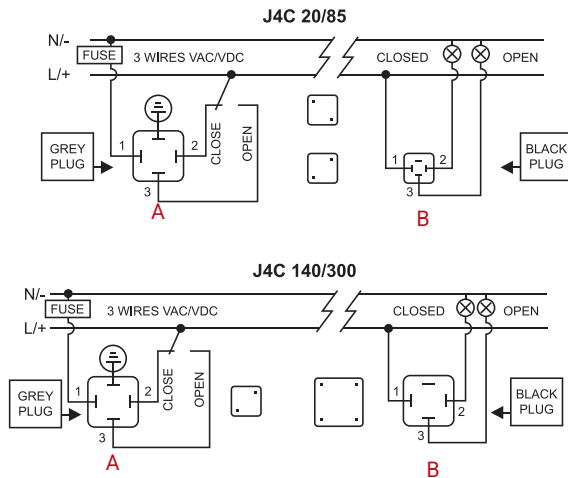 J4C 20/85
N/-
FUSE 3 WIRES VAC/VDC CLOSED OPEN
L/+
GREY PLUG
1 2
3
CLOSE
OPEN
A
1 2
3
B
BLACK PLUG
J4C 140/300
N/-
FUSE 3 WIRES VAC/VDC CLOSED OPEN
L/+
GREY PLUG
1 2
3
CLOSE
OPEN
A
1 2
3
B
BLACK PLUG